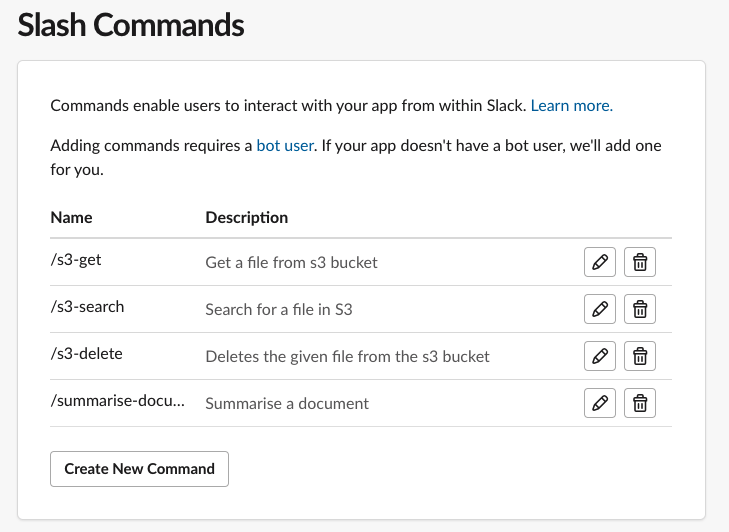 Slash Commands
Commands enable users to interact with your app from within Slack. Learn more.
Adding commands requires a bot user. If your app doesn't have a bot user, we'll add one
for you.
Name Description
/s3-get Get a file from s3 bucket
/s3-search Search for a file in S3
/s3-delete Deletes the given file from the s3 bucket
/summarise-docu... Summarise a document
Create New Command